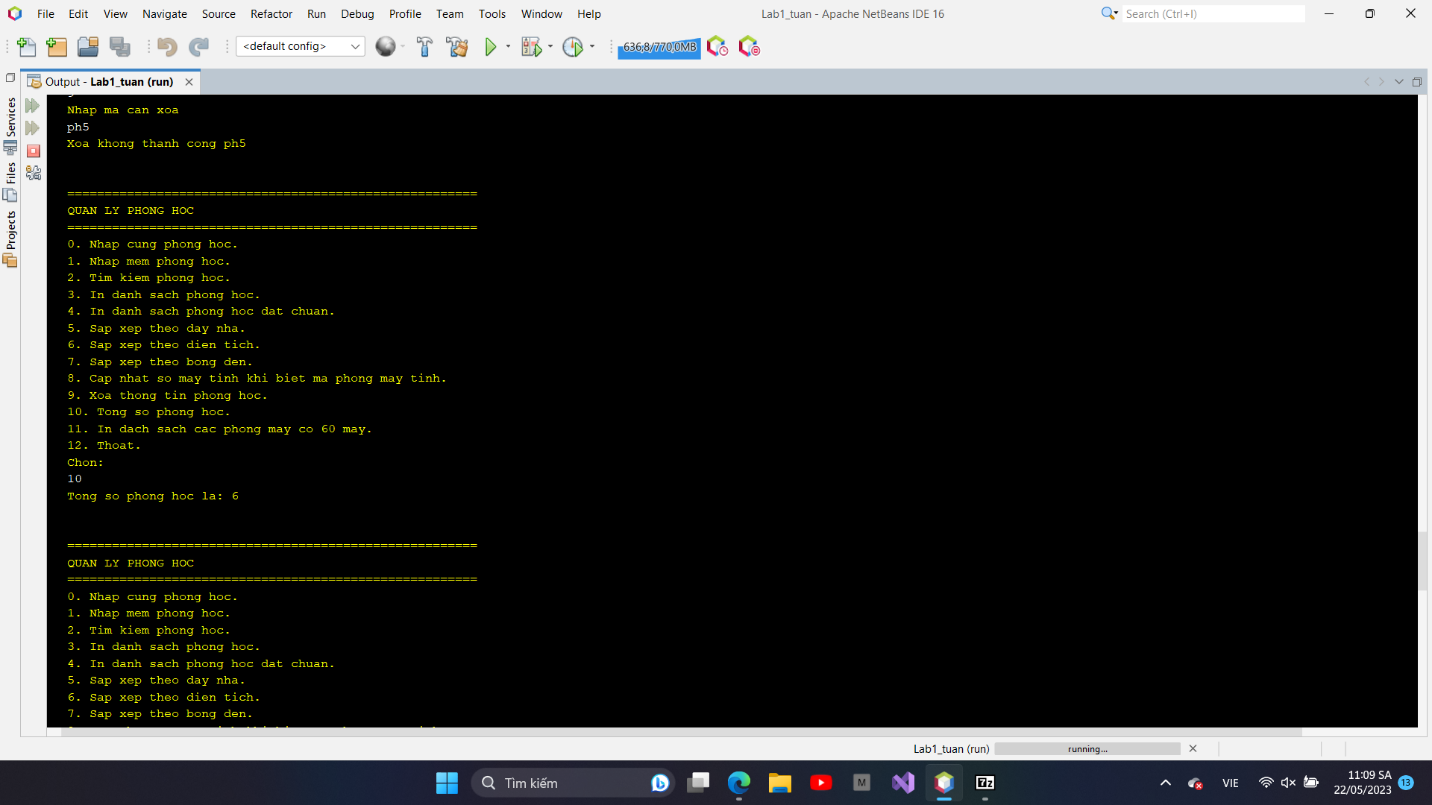 File Edit View Navigate Source Refactor Run Debug Profile Team Tools Window Help
Lab1_tuan - Apache NetBeans IDE 16
Search (Ctrl+I)
<default config>
636,8/770,0MB
Output - Lab1_tuan (run)
Services
Files
Projects
Nhap ma can xoa
ph5
Xoa khong thanh cong ph5
=======================================================
QUAN LY PHONG HOC
=======================================================
0. Nhap cung phong hoc.
1. Nhap mem phong hoc.
2. Tim kiem phong hoc.
3. In danh sach phong hoc.
4. In danh sach phong hoc dat chuan.
5. Sap xep theo day nha.
6. Sap xep theo dien tich.
7. Sap xep theo bong den.
8. Cap nhat so may tinh khi biet ma phong may tinh.
9. Xoa thong tin phong hoc.
10. Tong so phong hoc.
11. In dach sach cac phong may co 60 may.
12. Thoat.
Chon:
10
Tong so phong hoc la: 6
=======================================================
QUAN LY PHONG HOC
=======================================================
0. Nhap cung phong hoc.
1. Nhap mem phong hoc.
2. Tim kiem phong hoc.
3. In danh sach phong hoc.
4. In danh sach phong hoc dat chuan.
5. Sap xep theo day nha.
6. Sap xep theo dien tich.
7. Sap xep theo bong den.
Lab1_tuan (run)
running...
Tìm kiếm
M
7z
VIE
11:09 SA
22/05/2023
13